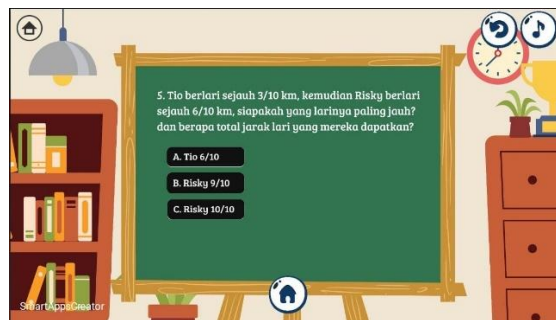 5. Tio berlari sejauh 3/10 km, kemudian Risky berlari
sejauh 6/10 km, siapakah yang larinya paling jauh?
dan berapa total jarak lari yang mereka dapatkan?
A. Tio 6/10
B. Risky 9/10
C. Risky 10/10
SmartAppsCreator